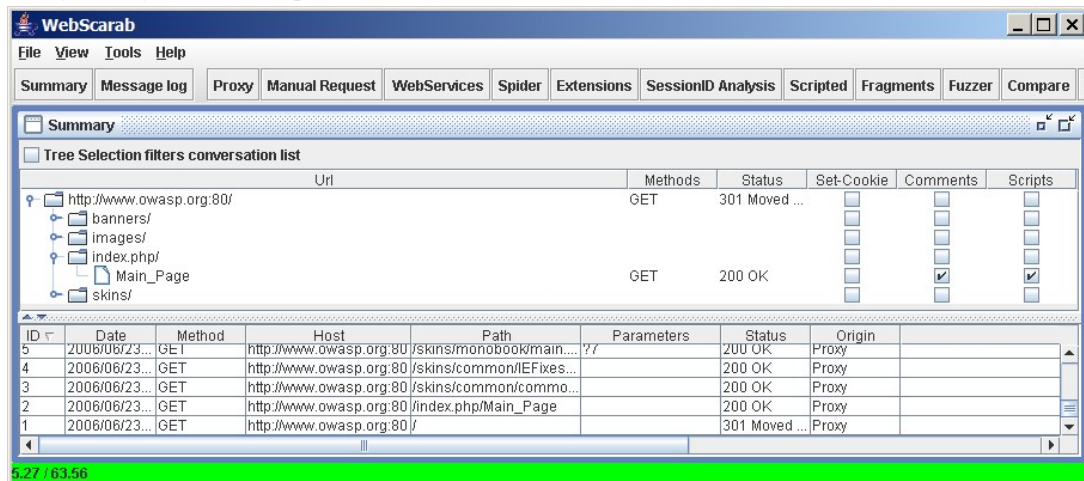 WebScarab
File View Tools Help
Summary Message log Proxy Manual Request WebServices Spider Extensions SessionID Analysis Scripted Fragments Fuzzer Compare
Summary
Tree Selection filters conversation list
Url Methods Status Set-Cookie Comments Scripts
http://www.owasp.org:80/ GET 301 Moved ...
banners/
images/
index.php/
Main_Page GET 200 OK
skins/
ID Date Method Host Path Parameters Status Origin
5 2006/06/23... GET http://www.owasp.org:80 /skins/monobook/main.... ?7 200 OK Proxy
4 2006/06/23... GET http://www.owasp.org:80 /skins/common/IEFixes... 200 OK Proxy
3 2006/06/23... GET http://www.owasp.org:80 /skins/common/commo... 200 OK Proxy
2 2006/06/23... GET http://www.owasp.org:80 /index.php/Main_Page 200 OK Proxy
1 2006/06/23... GET http://www.owasp.org:80 / 301 Moved ... Proxy
5.27 / 63.56